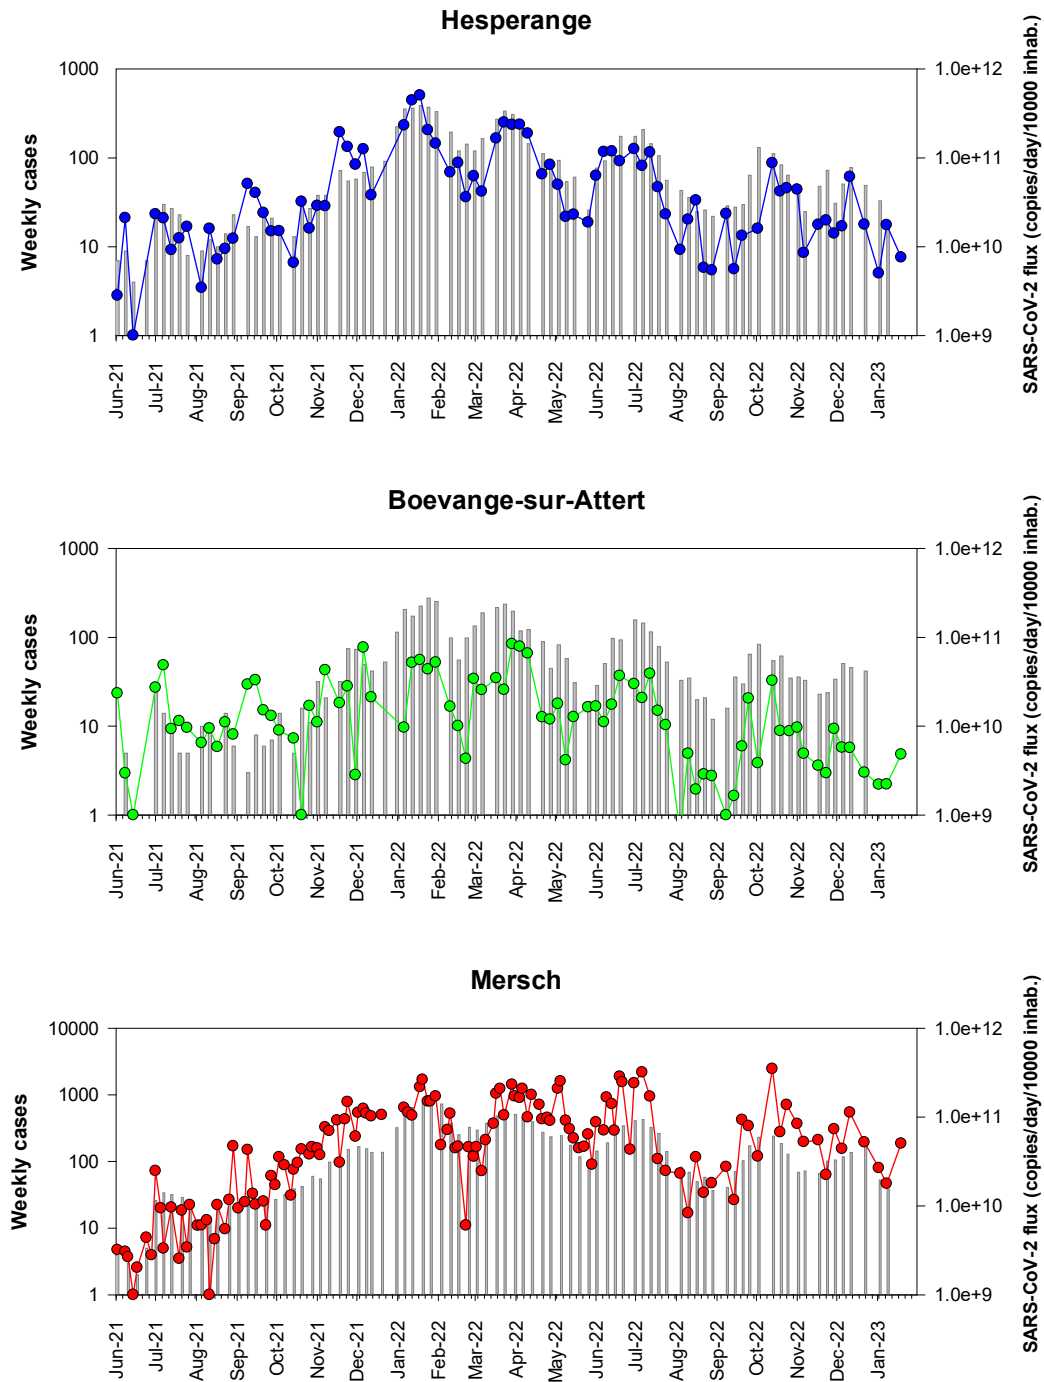 Hesperange
Weekly cases
1000
100
10
1
1.0e+12
1.0e+11
1.0e+10
1.0e+9
SARS-CoV-2 flux (copies/day/10000 inhab.)
Jun-21
Jul-21
Aug-21
Sep-21
Oct-21
Nov-21
Dec-21
Jan-22
Feb-22
Mar-22
Apr-22
May-22
Jun-22
Jul-22
Aug-22
Sep-22
Oct-22
Nov-22
Dec-22
Jan-23
Boevange-sur-Attert
Weekly cases
1000
100
10
1
1.0e+12
1.0e+11
1.0e+10
1.0e+9
SARS-CoV-2 flux (copies/day/10000 inhab.)
Jun-21
Jul-21
Aug-21
Sep-21
Oct-21
Nov-21
Dec-21
Jan-22
Feb-22
Mar-22
Apr-22
May-22
Jun-22
Jul-22
Aug-22
Sep-22
Oct-22
Nov-22
Dec-22
Jan-23
Mersch
Weekly cases
10000
1000
100
10
1
1.0e+12
1.0e+11
1.0e+10
1.0e+9
SARS-CoV-2 flux (copies/day/10000 inhab.)
Jun-21
Jul-21
Aug-21
Sep-21
Oct-21
Nov-21
Dec-21
Jan-22
Feb-22
Mar-22
Apr-22
May-22
Jun-22
Jul-22
Aug-22
Sep-22
Oct-22
Nov-22
Dec-22
Jan-23